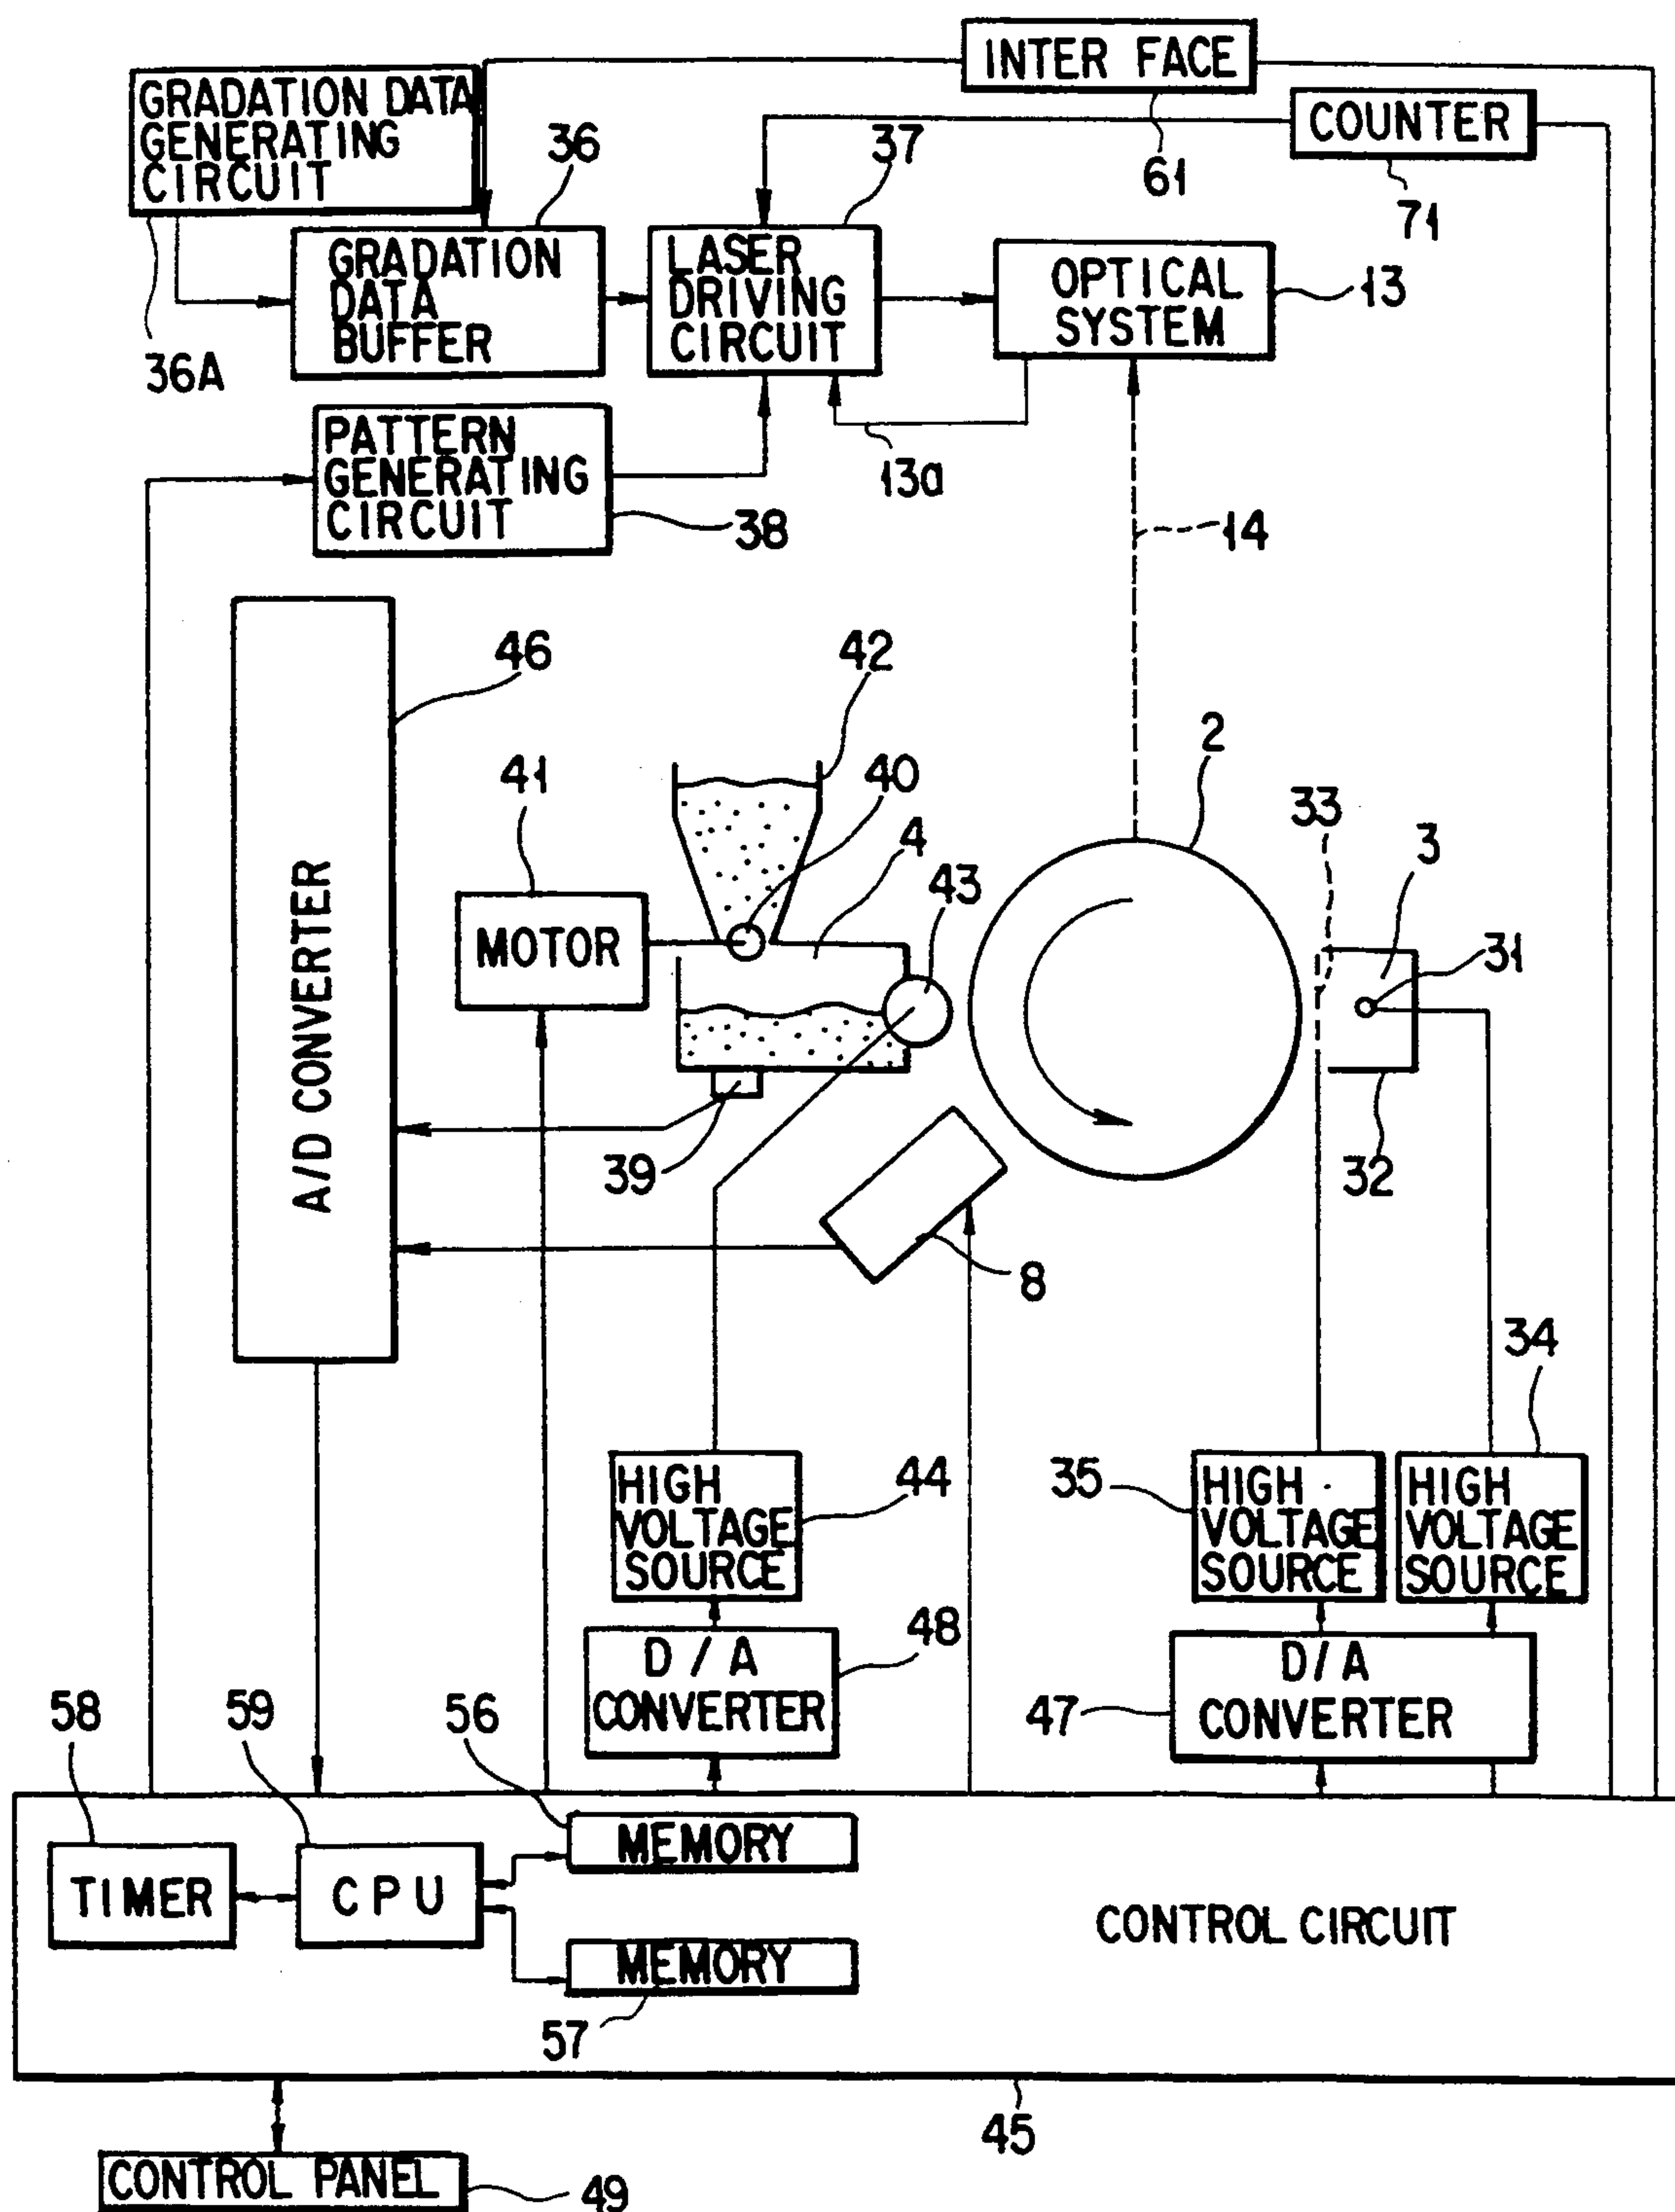 INTER FACE
61
COUNTER
71
GRADATION DATA
GENERATING
CIRCUIT
36A
36
GRADATION
DATA
BUFFER
37
LASER
DRIVING
CIRCUIT
OPTICAL
SYSTEM
13
13a
PATTERN
GENERATING
CIRCUIT
38
14
46
A/D CONVERTER
42
40
41
MOTOR
4
43
2
33
3
31
39
32
8
34
44
HIGH
VOLTAGE
SOURCE
35
HIGH
VOLTAGE
SOURCE
HIGH
VOLTAGE
SOURCE
48
D/A
CONVERTER
47
D/A
CONVERTER
58
59
56
TIMER
CPU
MEMORY
MEMORY
57
CONTROL CIRCUIT
45
CONTROL PANEL
49